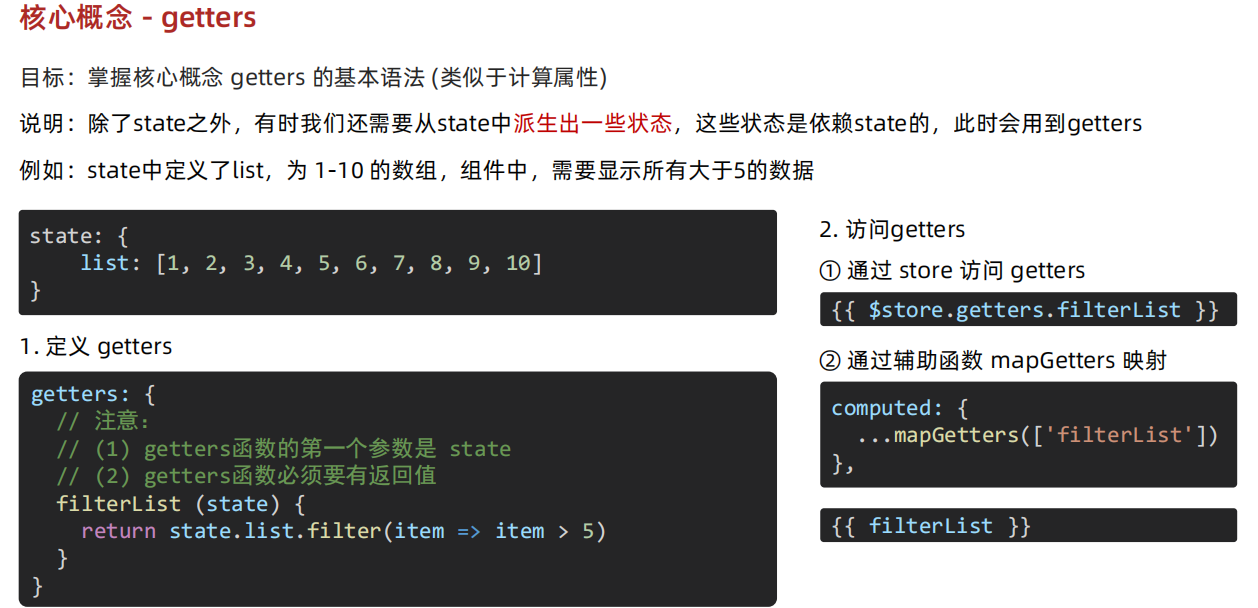 核心概念 - getters
目标：掌握核心概念 getters 的基本语法 (类似于计算属性)
说明：除了state之外，有时我们还需要从state中派生出一些状态，这些状态是依赖state的，此时会用到getters
例如：state中定义了list，为 1-10 的数组，组件中，需要显示所有大于5的数据
state: {
    list: [1, 2, 3, 4, 5, 6, 7, 8, 9, 10]
}
1. 定义 getters
getters: {
  // 注意：
  // (1) getters函数的第一个参数是 state
  // (2) getters函数必须要有返回值
  filterList (state) {
    return state.list.filter(item => item > 5)
  }
}
2. 访问getters
① 通过 store 访问 getters
{{ $store.getters.filterList }}
② 通过辅助函数 mapGetters 映射
computed: {
  ...mapGetters(['filterList'])
},
{{ filterList }}